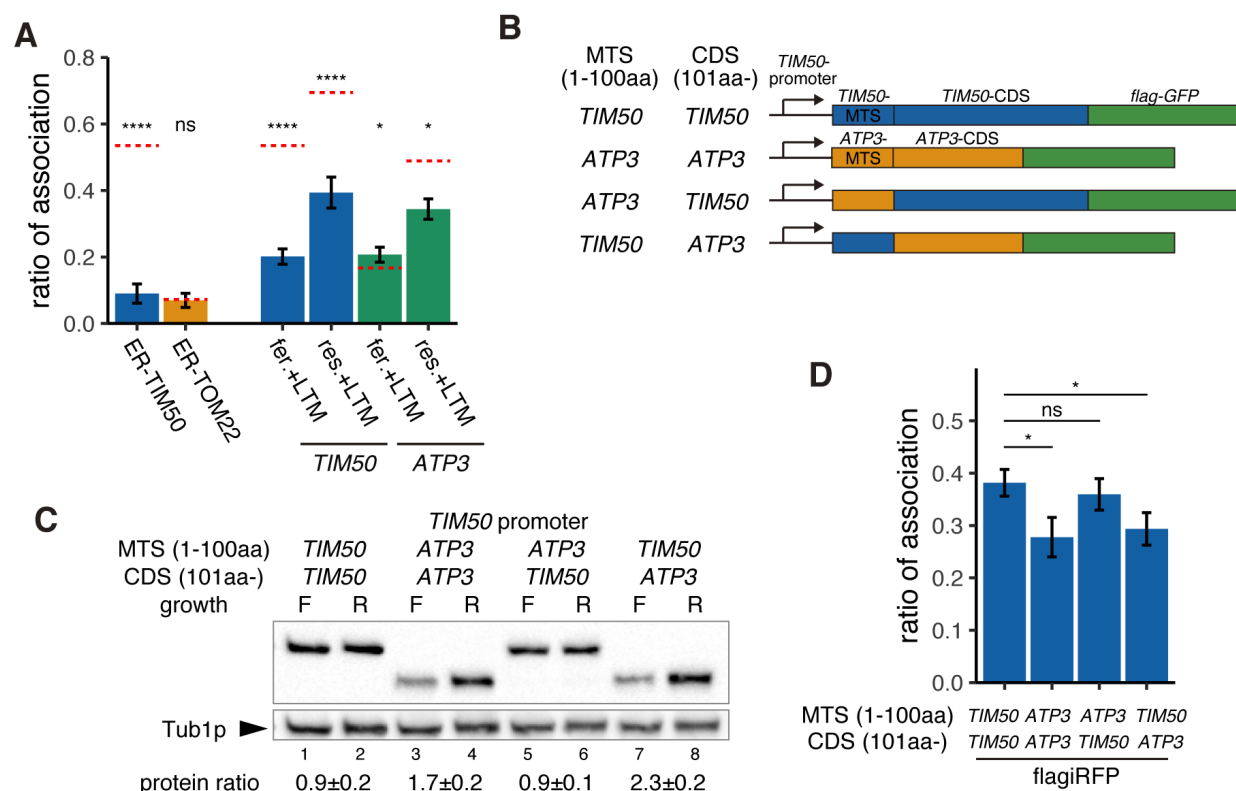 A
ratio of association
0.8
0.6
0.4
0.2
0.0
****
ns
****
****
*
*
ER-TIM50
ER-TOM22
fer.+LTM
res.+LTM
fer.+LTM
res.+LTM
TIM50
ATP3
B
MTS
(1-100aa)
CDS
(101aa-)
TIM50-
promoter
TIM50
TIM50
TIM50-
MTS
TIM50-CDS
flag-GFP
ATP3
ATP3
ATP3-
MTS
ATP3-CDS
ATP3
TIM50
TIM50
ATP3
C
TIM50 promoter
MTS (1-100aa) TIM50 ATP3 ATP3 TIM50
CDS (101aa-) TIM50 ATP3 TIM50 ATP3
growth F R F R F R F R
Tub1p
1 2 3 4 5 6 7 8
protein ratio 0.9±0.2 1.7±0.2 0.9±0.1 2.3±0.2
D
ratio of association
0.5
0.4
0.3
0.2
0.1
0.0
*
ns
*
MTS (1-100aa) TIM50 ATP3 ATP3 TIM50
CDS (101aa-) TIM50 ATP3 TIM50 ATP3
flagiRFP